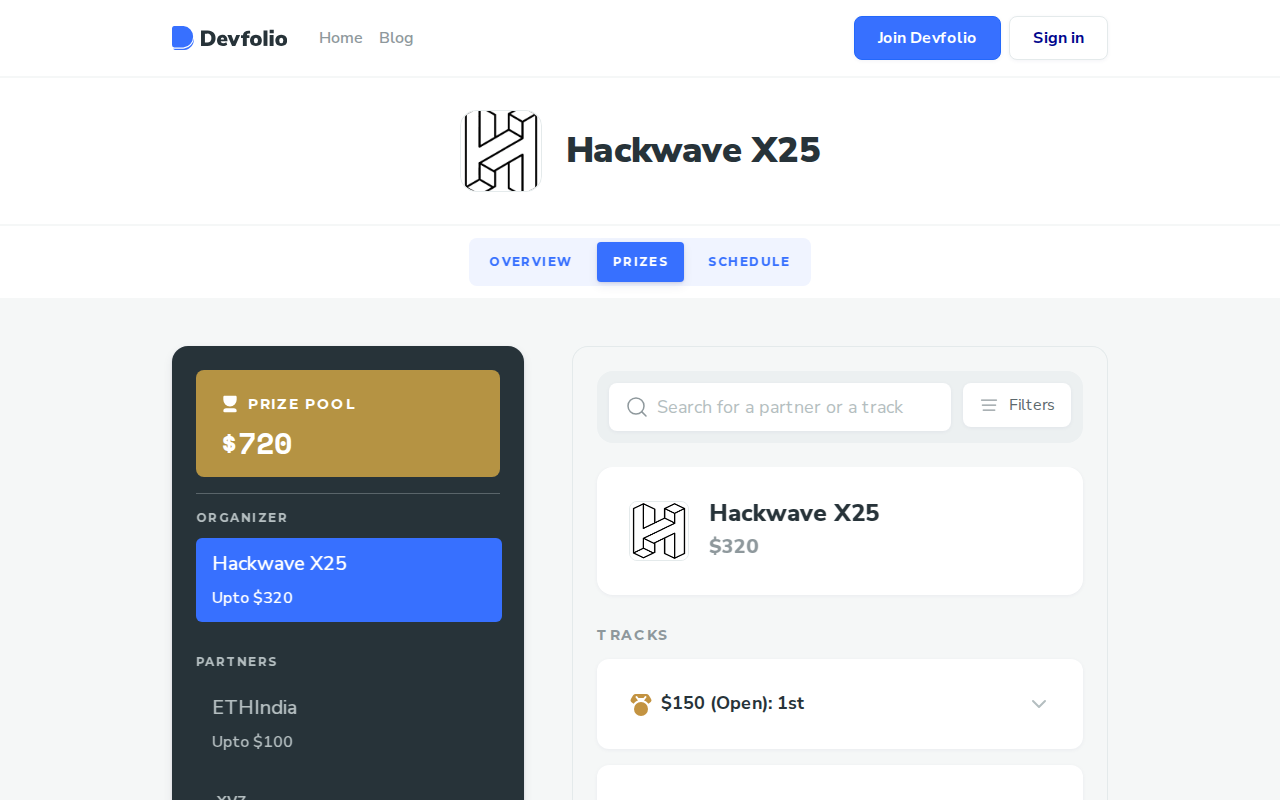 Devfolio
Home
Blog
Join Devfolio
Sign in
Hackwave X25
OVERVIEW
PRIZES
SCHEDULE
PRIZE POOL
$720
ORGANIZER
Hackwave X25
Upto $320
PARTNERS
ETHIndia
Upto $100
Search for a partner or a track
Filters
Hackwave X25
$320
TRACKS
$150 (Open): 1st